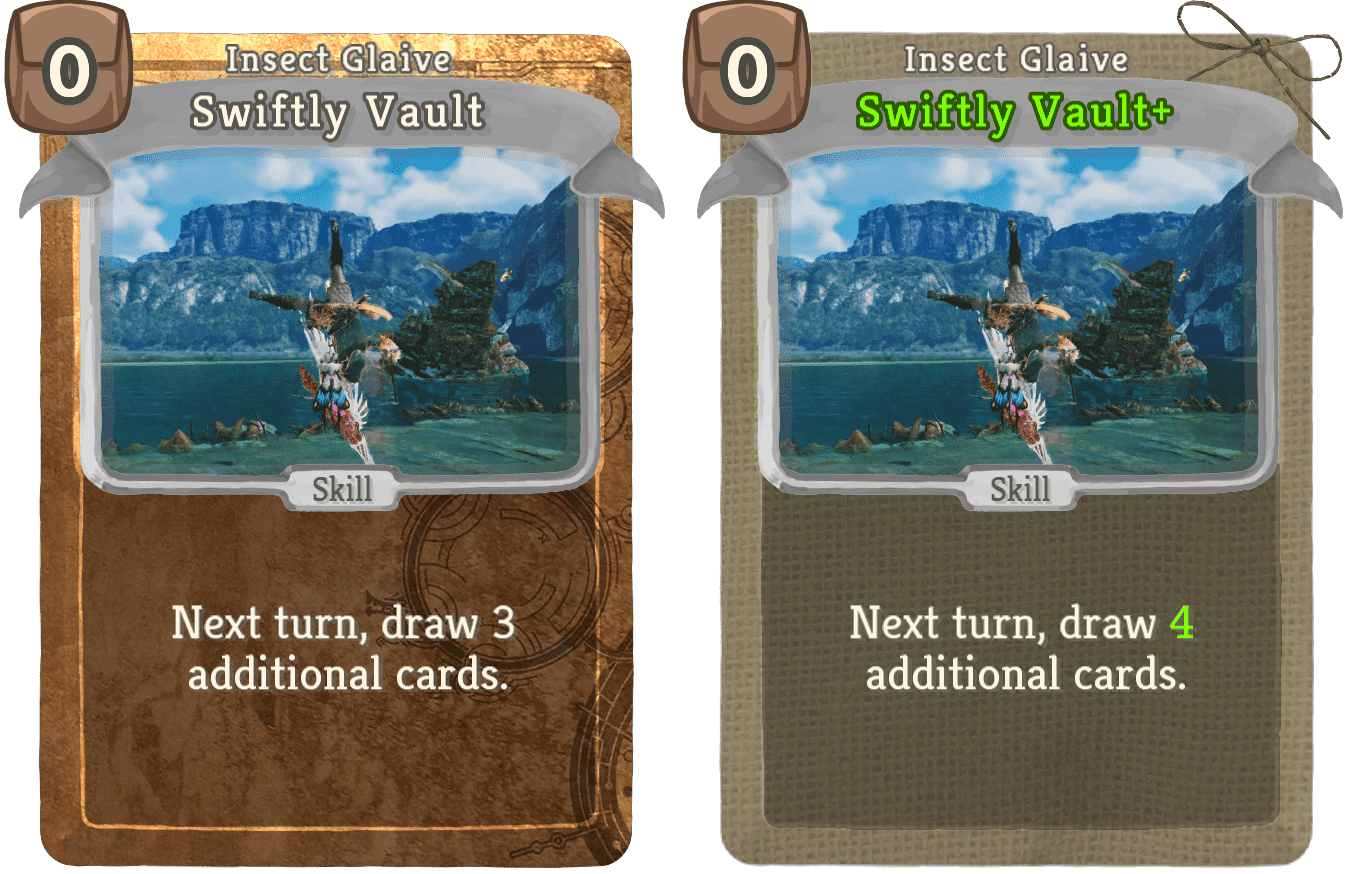 0
Insect Glaive
Swiftly Vault
Skill
Next turn, draw 3
additional cards.
0
Insect Glaive
Swiftly Vault+
Skill
Next turn, draw 4
additional cards.